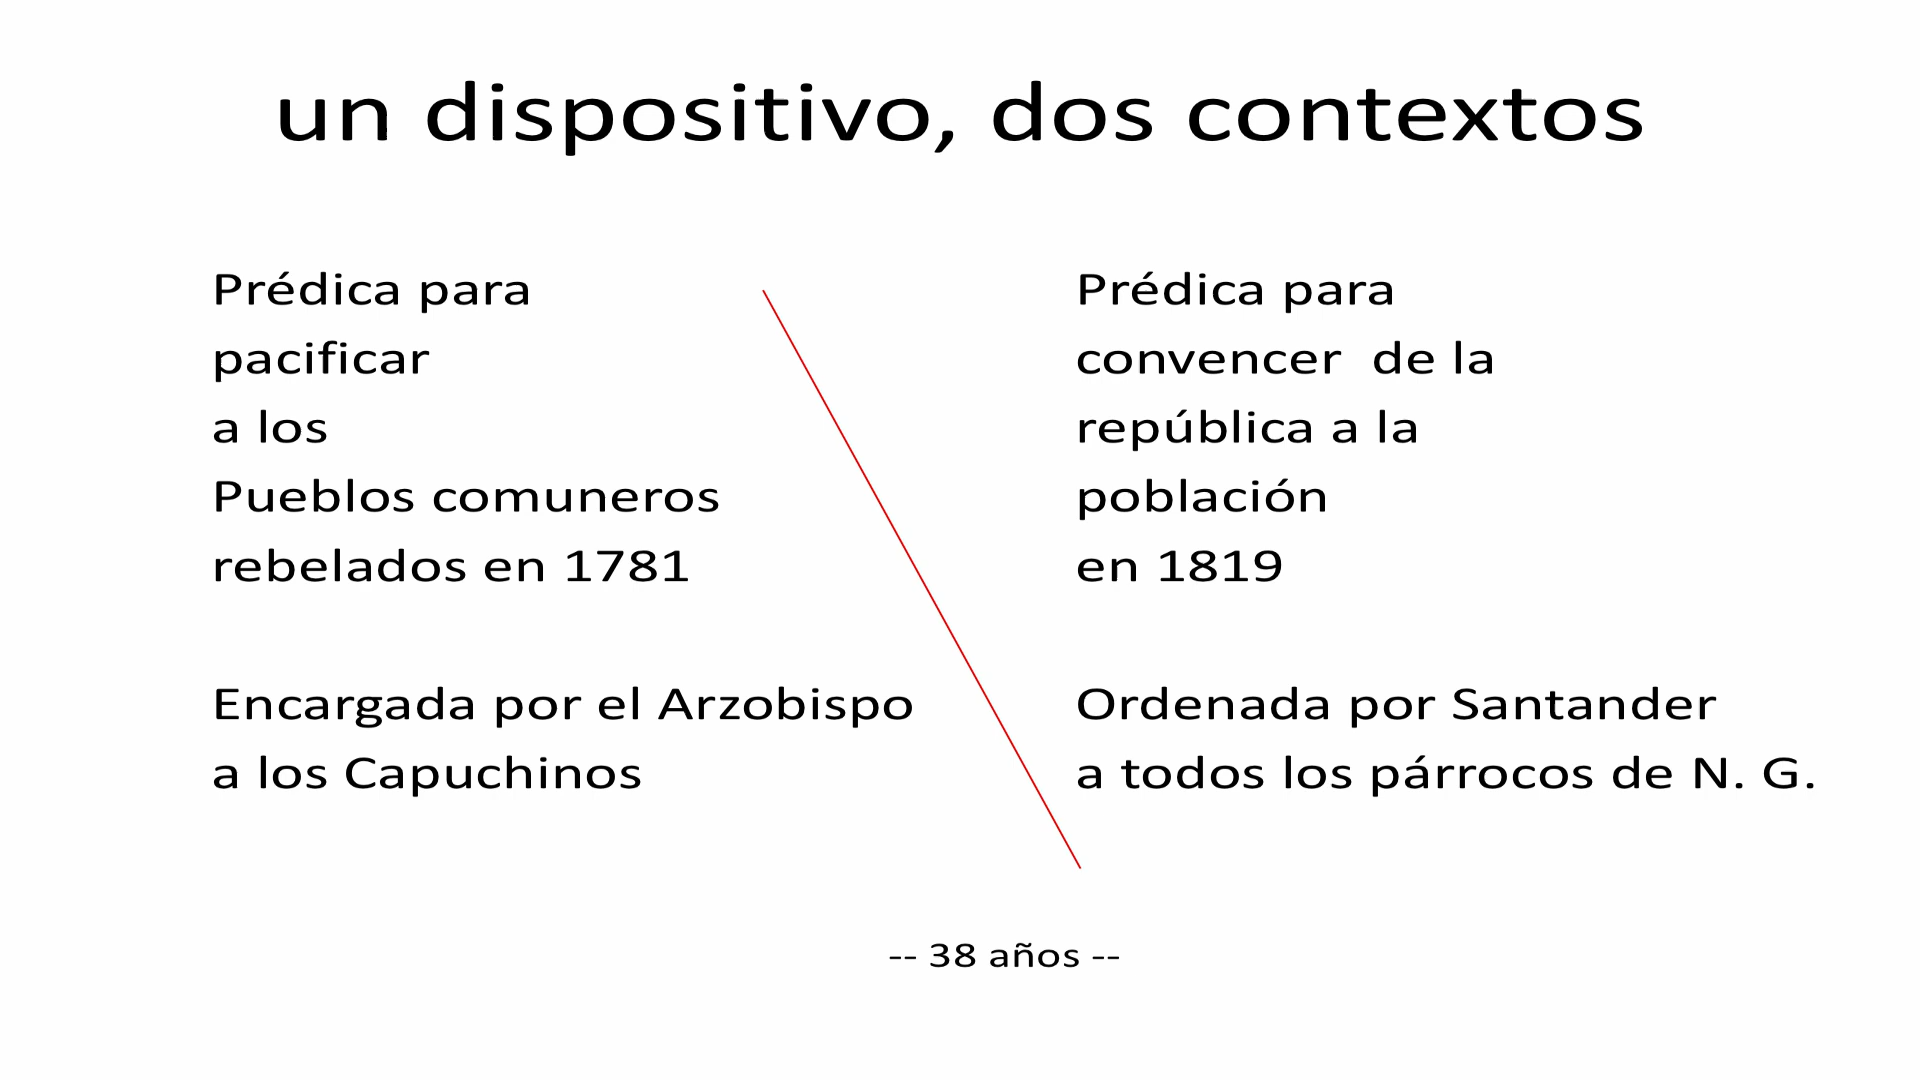 un dispositivo, dos contextos
Prédica para
pacificar
a los
Pueblos comuneros
rebelados en 1781
Encargada por el Arzobispo
a los Capuchinos
Prédica para
convencer  de la
república a la
población
en 1819
Ordenada por Santander
a todos los párrocos de N. G.
-- 38 años --